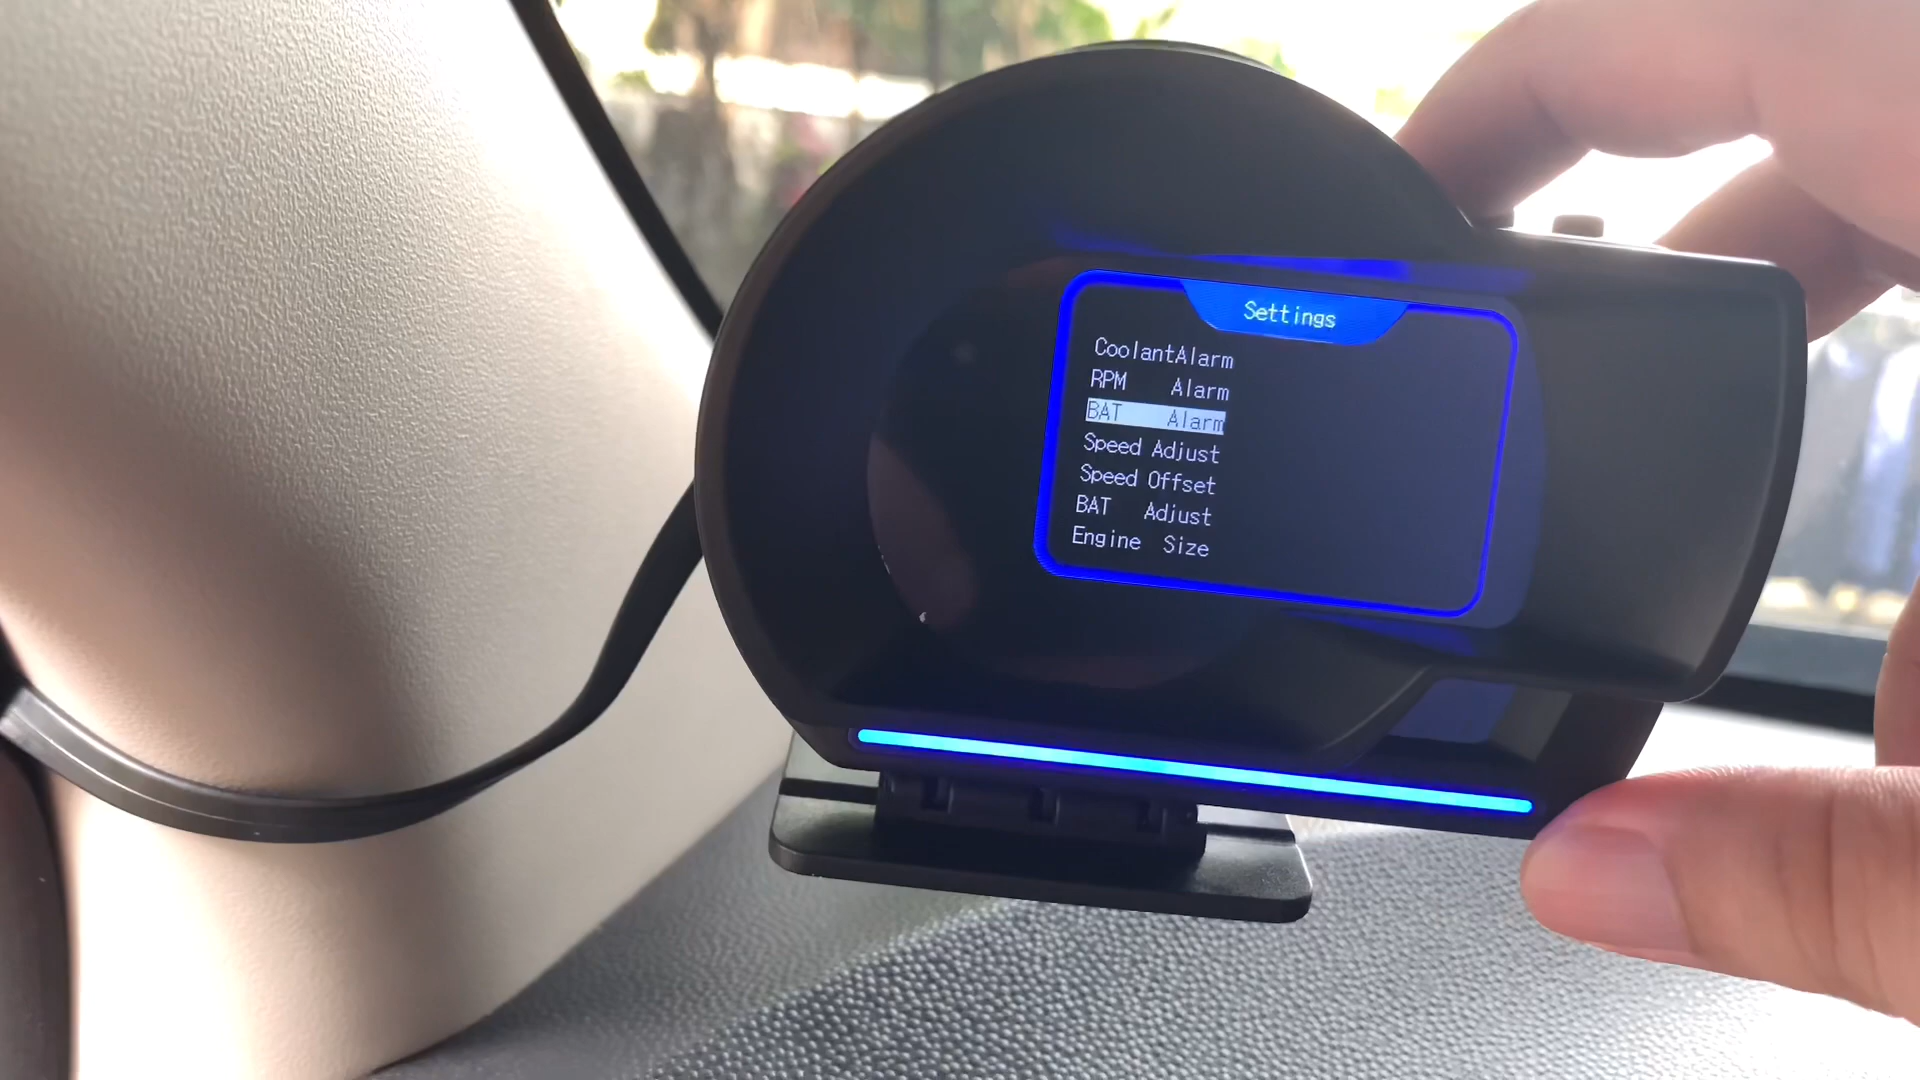 Settings
CoolantAlarm
RPM Alarm
BAT Alarm
Speed Adjust
Speed Offset
BAT Adjust
Engine Size